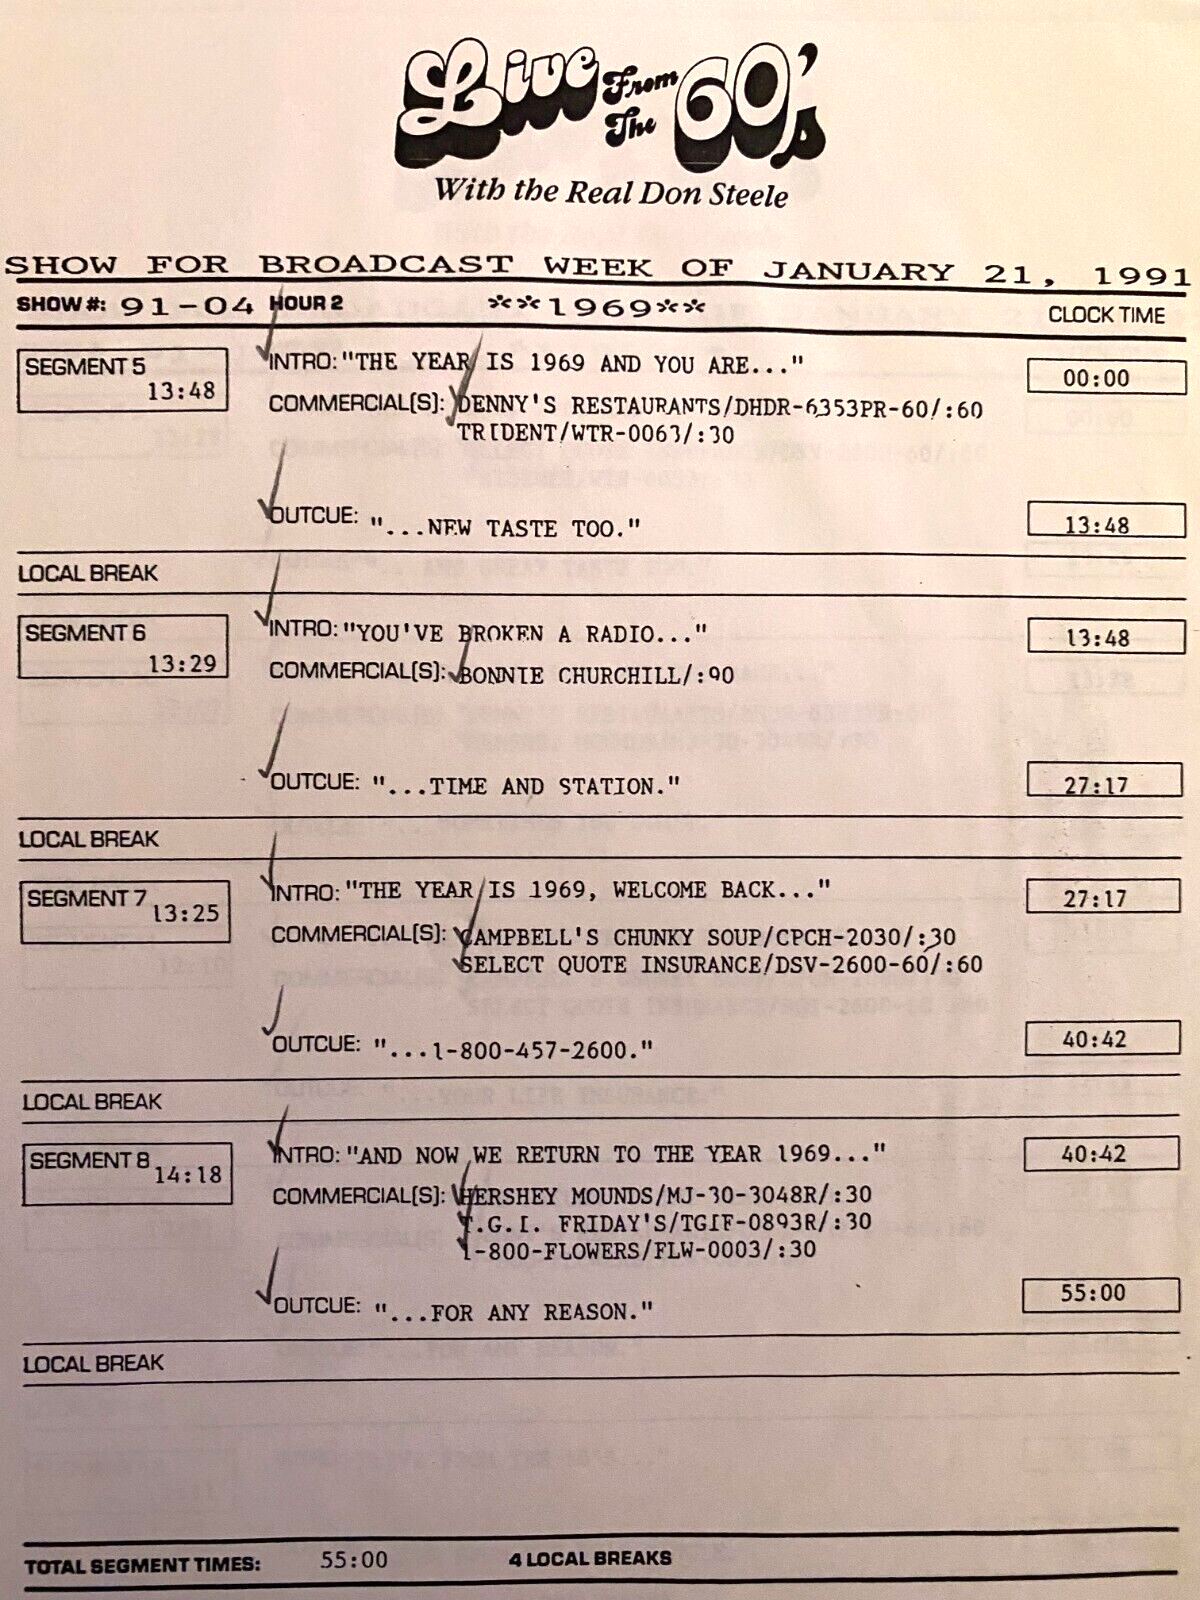 Live From The 60's
With the Real Don Steele
SHOW FOR BROADCAST WEEK OF JANUARY 21, 1991
SHOW #: 91-04 HOUR 2 **1969** CLOCK TIME
SEGMENT 5 INTRO: "THE YEAR IS 1969 AND YOU ARE..." 00:00
13:48
COMMERCIAL(S): DENNY'S RESTAURANTS/DHDR-6353PR-60/:60
TRIDENT/WTR-0063/:30
OUTCUE: "...NEW TASTE TOO." 13:48
LOCAL BREAK
SEGMENT 6 INTRO: "YOU'VE BROKEN A RADIO..." 13:48
13:29
COMMERCIAL(S): BONNIE CHURCHILL/:90
OUTCUE: "...TIME AND STATION." 27:17
LOCAL BREAK
SEGMENT 7 INTRO: "THE YEAR IS 1969, WELCOME BACK..." 27:17
13:25
COMMERCIAL(S): CAMPBELL'S CHUNKY SOUP/CPCH-2030/:30
SELECT QUOTE INSURANCE/DSV-2600-60/:60
OUTCUE: "...1-800-457-2600." 40:42
LOCAL BREAK
SEGMENT 8 INTRO: "AND NOW WE RETURN TO THE YEAR 1969..." 40:42
14:18
COMMERCIAL(S): HERSHEY MOUNDS/MJ-30-3048R/:30
T.G.I. FRIDAY'S/TGIF-0893R/:30
1-800-FLOWERS/FLW-0003/:30
OUTCUE: "...FOR ANY REASON." 55:00
LOCAL BREAK
TOTAL SEGMENT TIMES: 55:00 4 LOCAL BREAKS